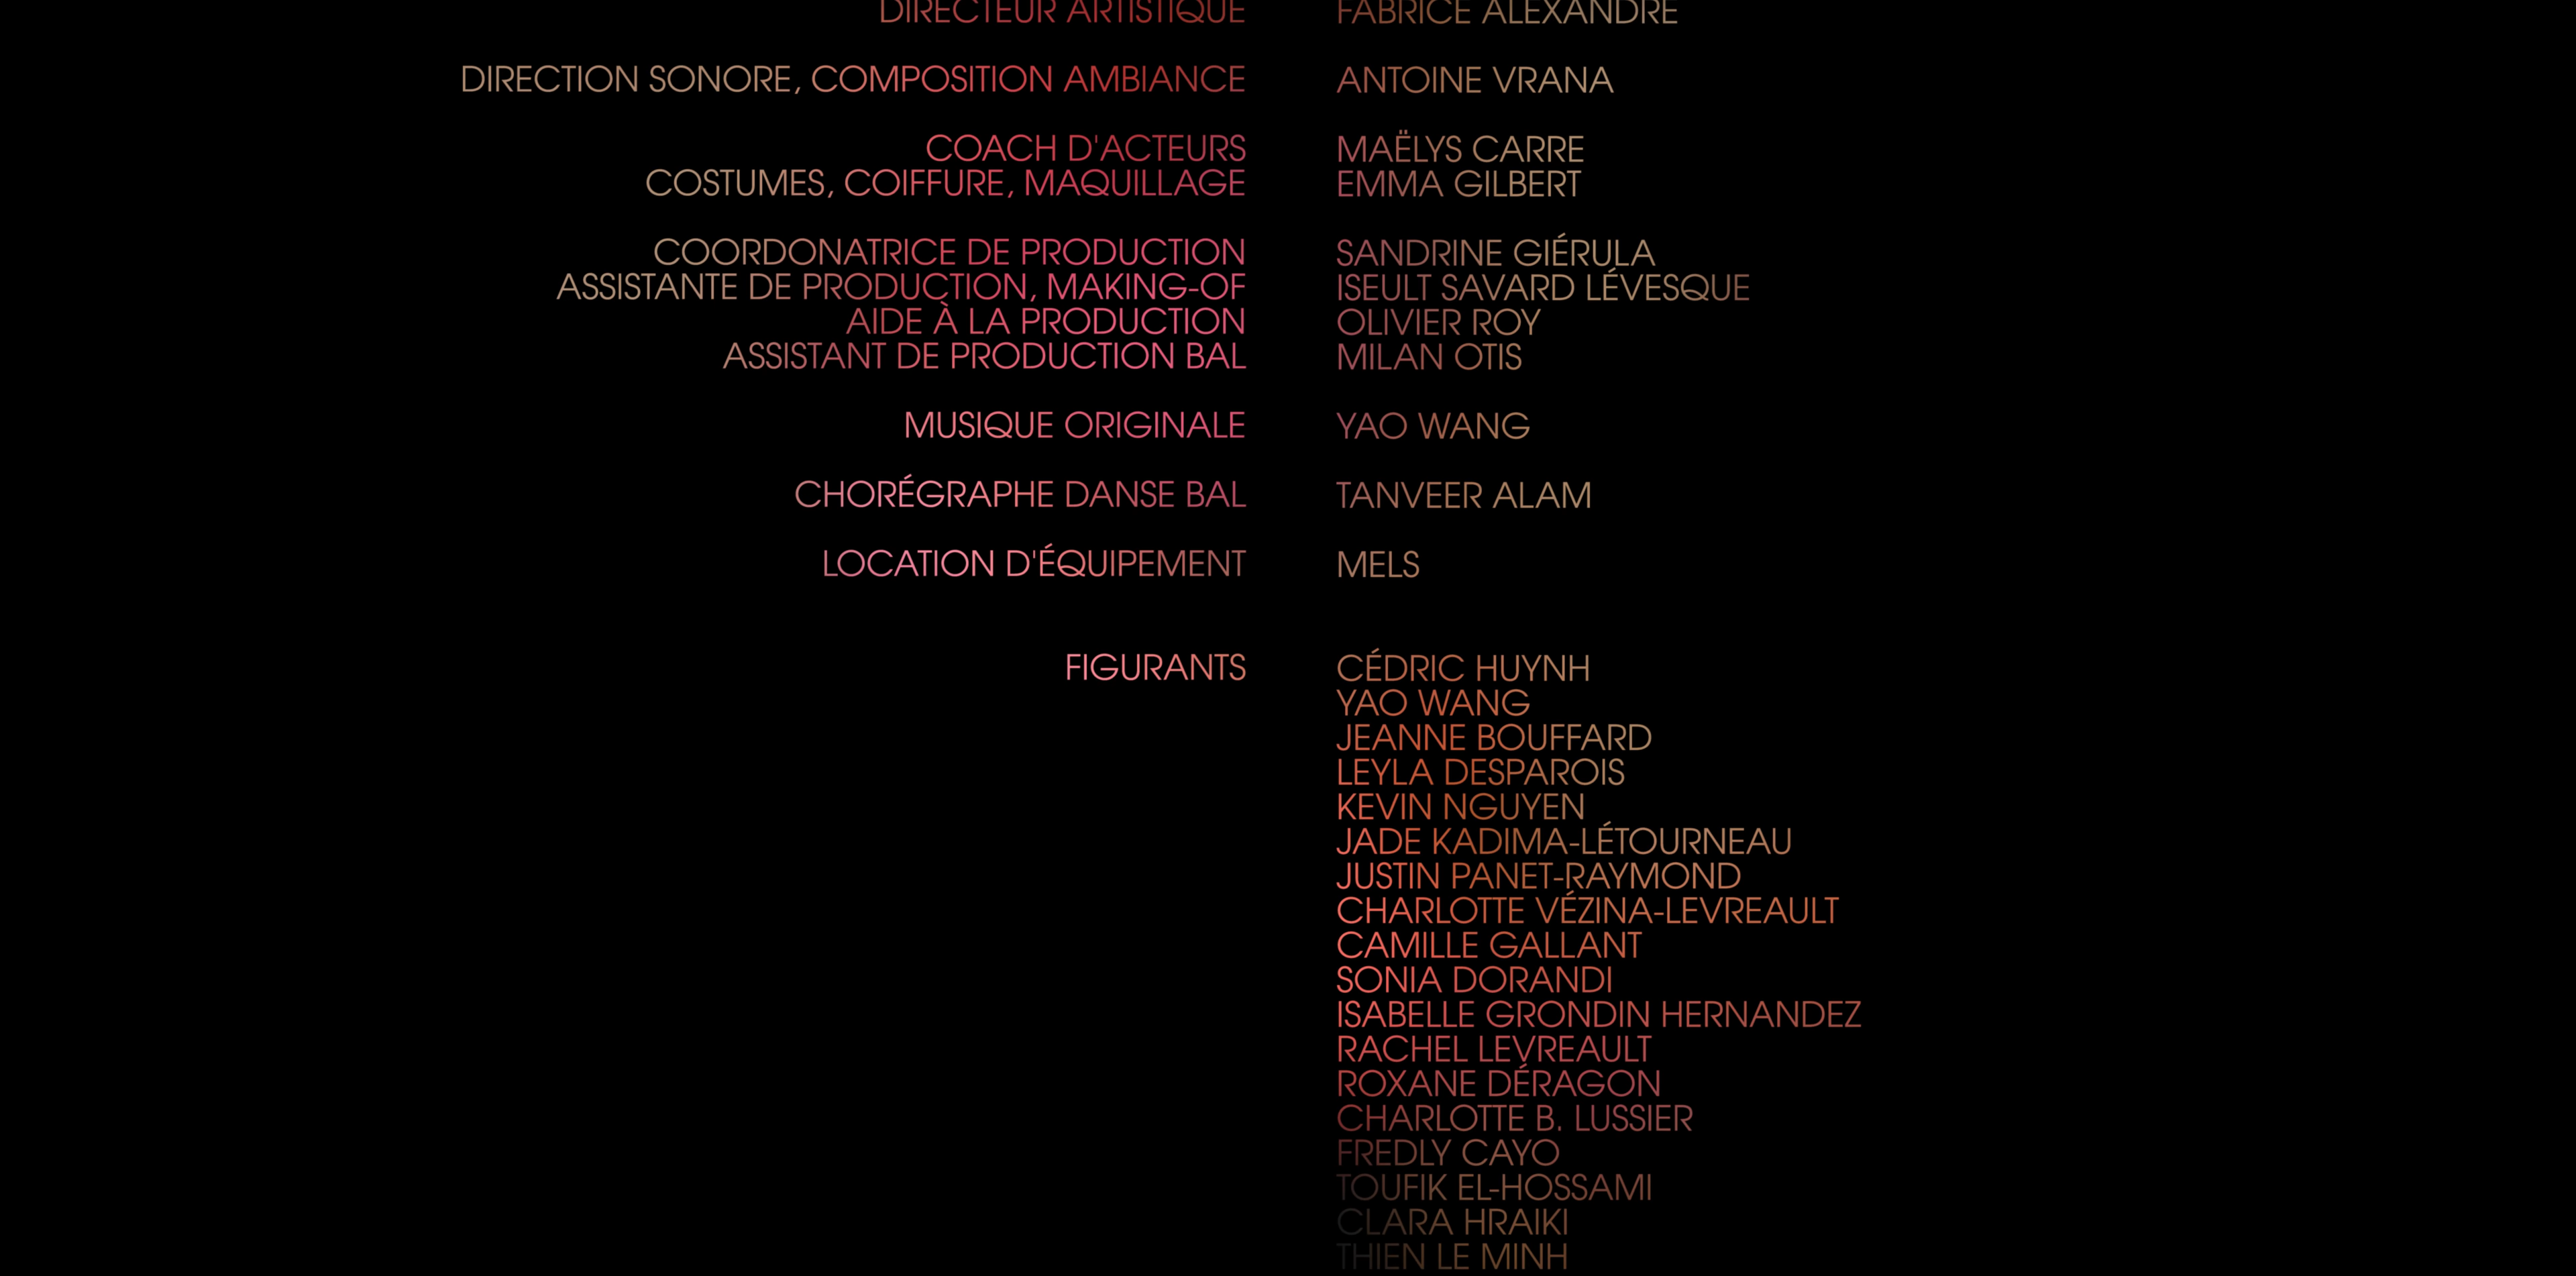 DIRECTEUR ARTISTIQUE FABRICE ALEXANDRE
DIRECTION SONORE, COMPOSITION AMBIANCE ANTOINE VRANA
COACH D'ACTEURS MAËLYS CARRE
COSTUMES, COIFFURE, MAQUILLAGE EMMA GILBERT
COORDONATRICE DE PRODUCTION SANDRINE GIÉRULA
ASSISTANTE DE PRODUCTION, MAKING-OF ISEULT SAVARD LÉVESQUE
AIDE À LA PRODUCTION OLIVIER ROY
ASSISTANT DE PRODUCTION BAL MILAN OTIS
MUSIQUE ORIGINALE YAO WANG
CHORÉGRAPHE DANSE BAL TANVEER ALAM
LOCATION D'ÉQUIPEMENT MELS
FIGURANTS CÉDRIC HUYNH
YAO WANG
JEANNE BOUFFARD
LEYLA DESPAROIS
KEVIN NGUYEN
JADE KADIMA-LÉTOURNEAU
JUSTIN PANET-RAYMOND
CHARLOTTE VÉZINA-LEVREAULT
CAMILLE GALLANT
SONIA DORANDI
ISABELLE GRONDIN HERNANDEZ
RACHEL LEVREAULT
ROXANE DÉRAGON
CHARLOTTE B. LUSSIER
FREDLY CAYO
TOUFIK EL-HOSSAMI
CLARA HRAIKI
THIEN LE MINH